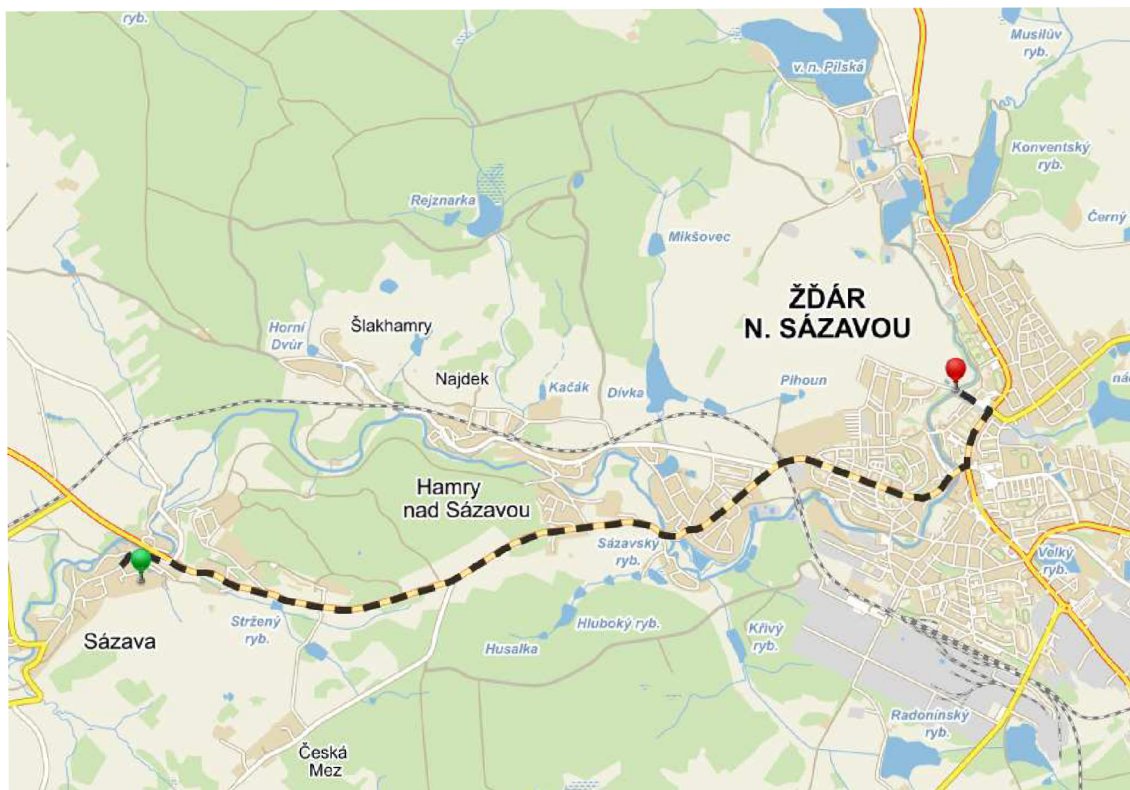 ryb.
Musilův
ryb.
v. n. Pilská
Konventský
ryb.
Rejznarka
Mikšovec
Černý
ŽĎÁR
N. SÁZAVOU
Horní
Dvůr
Šlakhamry
Najdek
Kačák
Dívka
Pihoun
nác
Hamry
nad Sázavou
Sázavský
ryb.
Velký
ryb.
Stržený
ryb.
Hluboký ryb.
Křivý
ryb.
Sázava
Husalka
Radonínský
ryb.
Česká
Mez